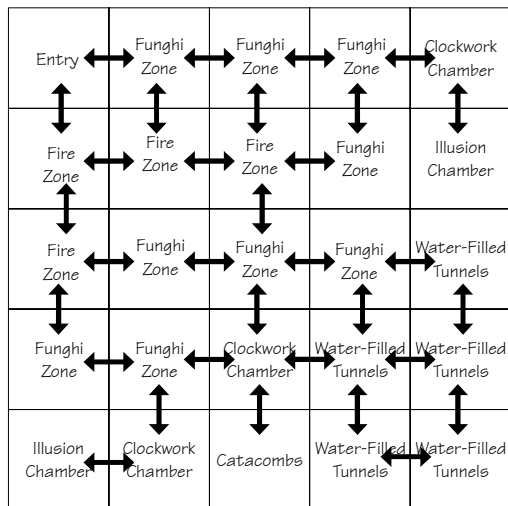 Entry
Funghi
Zone
Funghi
Zone
Funghi
Zone
Clockwork
Chamber
Fire
Zone
Fire
Zone
Fire
Zone
Funghi
Zone
Illusion
Chamber
Fire
Zone
Funghi
Zone
Funghi
Zone
Funghi
Zone
Water-Filled
Tunnels
Funghi
Zone
Funghi
Zone
Clockwork
Chamber
Water-Filled
Tunnels
Water-Filled
Tunnels
Illusion
Chamber
Clockwork
Chamber
Catacombs
Water-Filled
Tunnels
Water-Filled
Tunnels